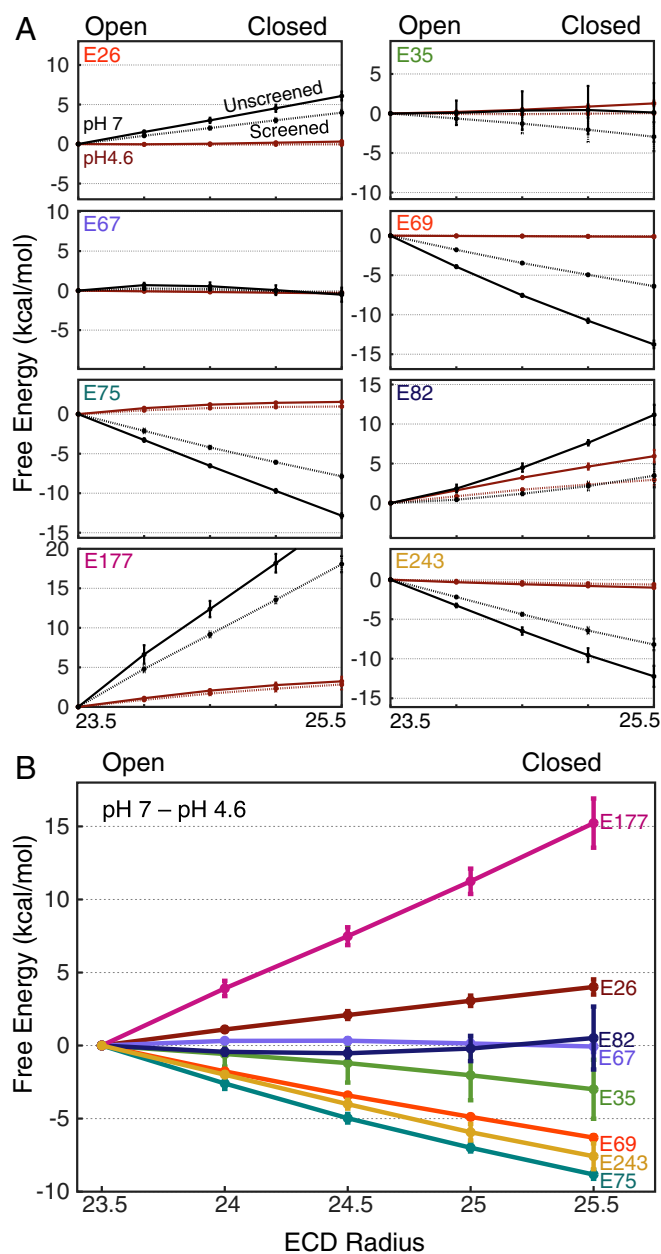 A
Open Closed
Open Closed
E26
10
5
0
-5
Unscreened
pH 7
Screened
pH4.6
E35
5
0
-5
-10
E67
10
5
0
-5
E69
0
-5
-10
-15
E75
0
-5
-10
-15
E82
15
10
5
0
E177
20
15
10
5
0
23.5 25.5
E243
0
-5
-10
-15
23.5 25.5
Free Energy (kcal/mol)
B
Open Closed
pH 7 – pH 4.6
15
10
5
0
-5
-10
E177
E26
E82
E67
E35
E69
E243
E75
23.5 24 24.5 25 25.5
Free Energy (kcal/mol)
ECD Radius